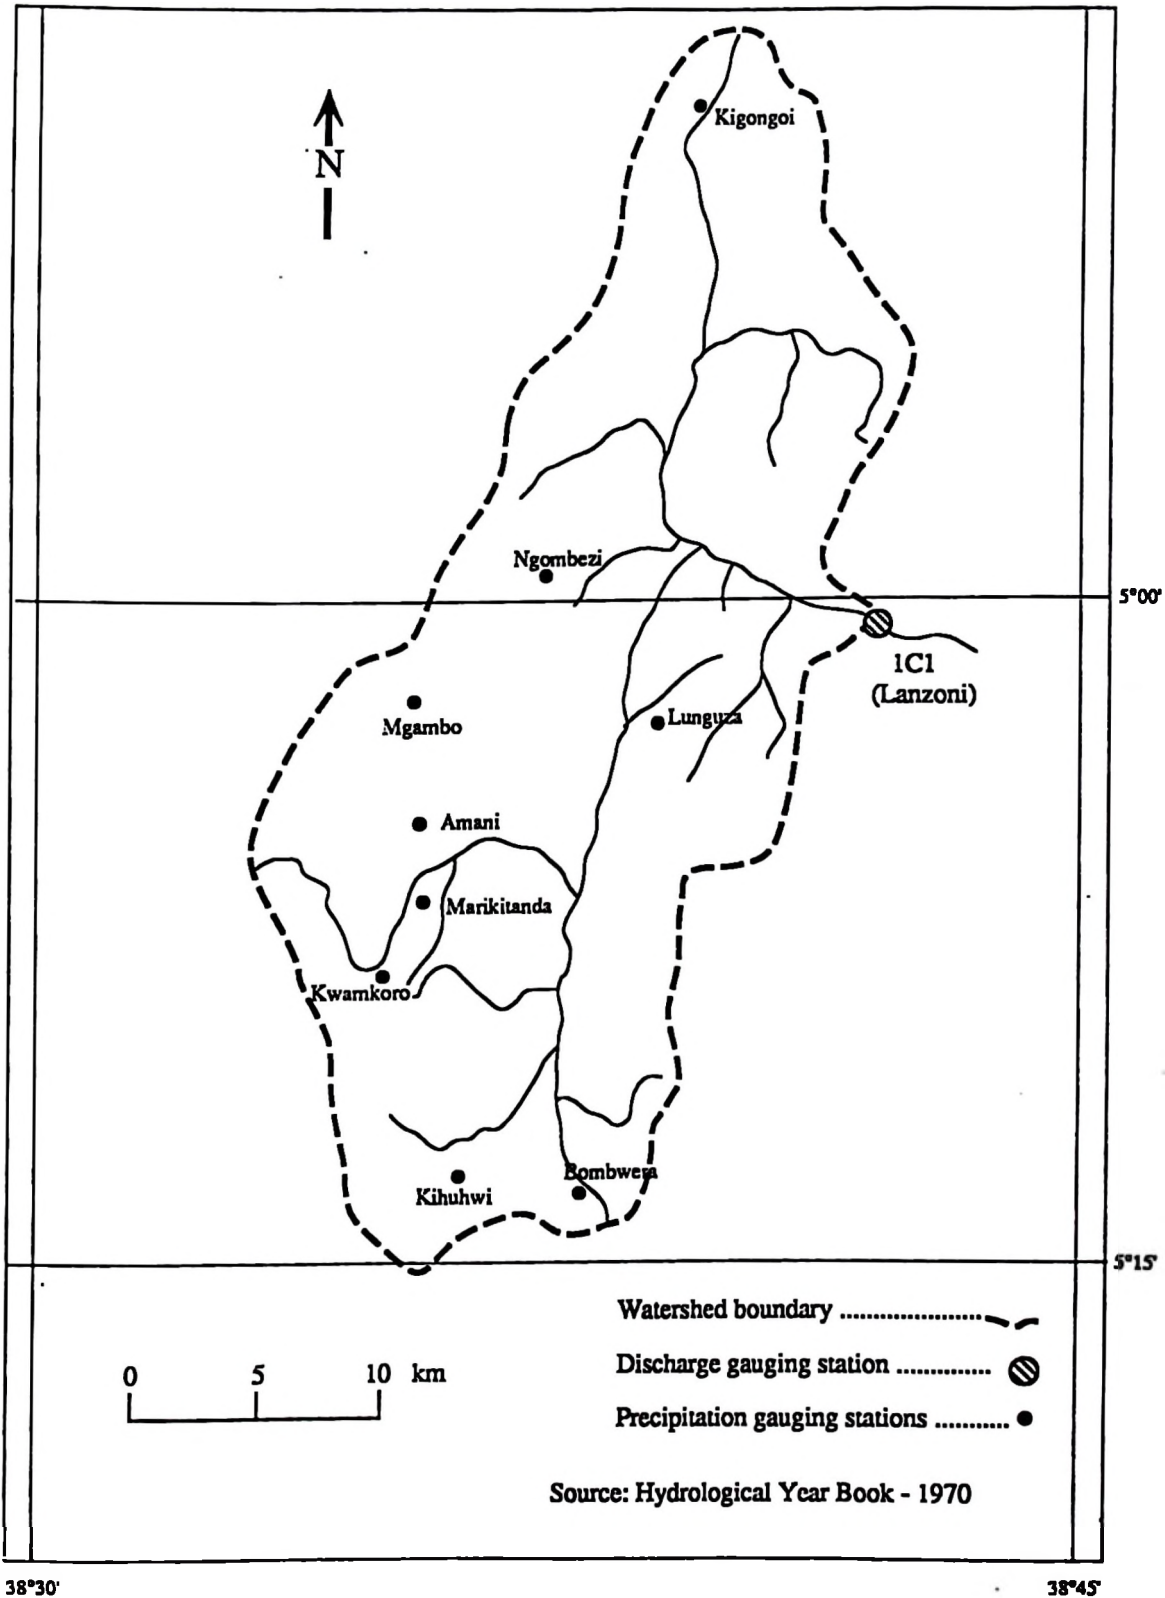 Kigongoi
N
Ngombezi
5°00'
1C1
(Lanzoni)
Lunguza
Mgambo
Amani
Marikitanda
Kwamkoro
Bombwera
Kihuhwi
5°15'
Watershed boundary
Discharge gauging station
Precipitation gauging stations
0 5 10 km
Source: Hydrological Year Book - 1970
38°30' 38°45'